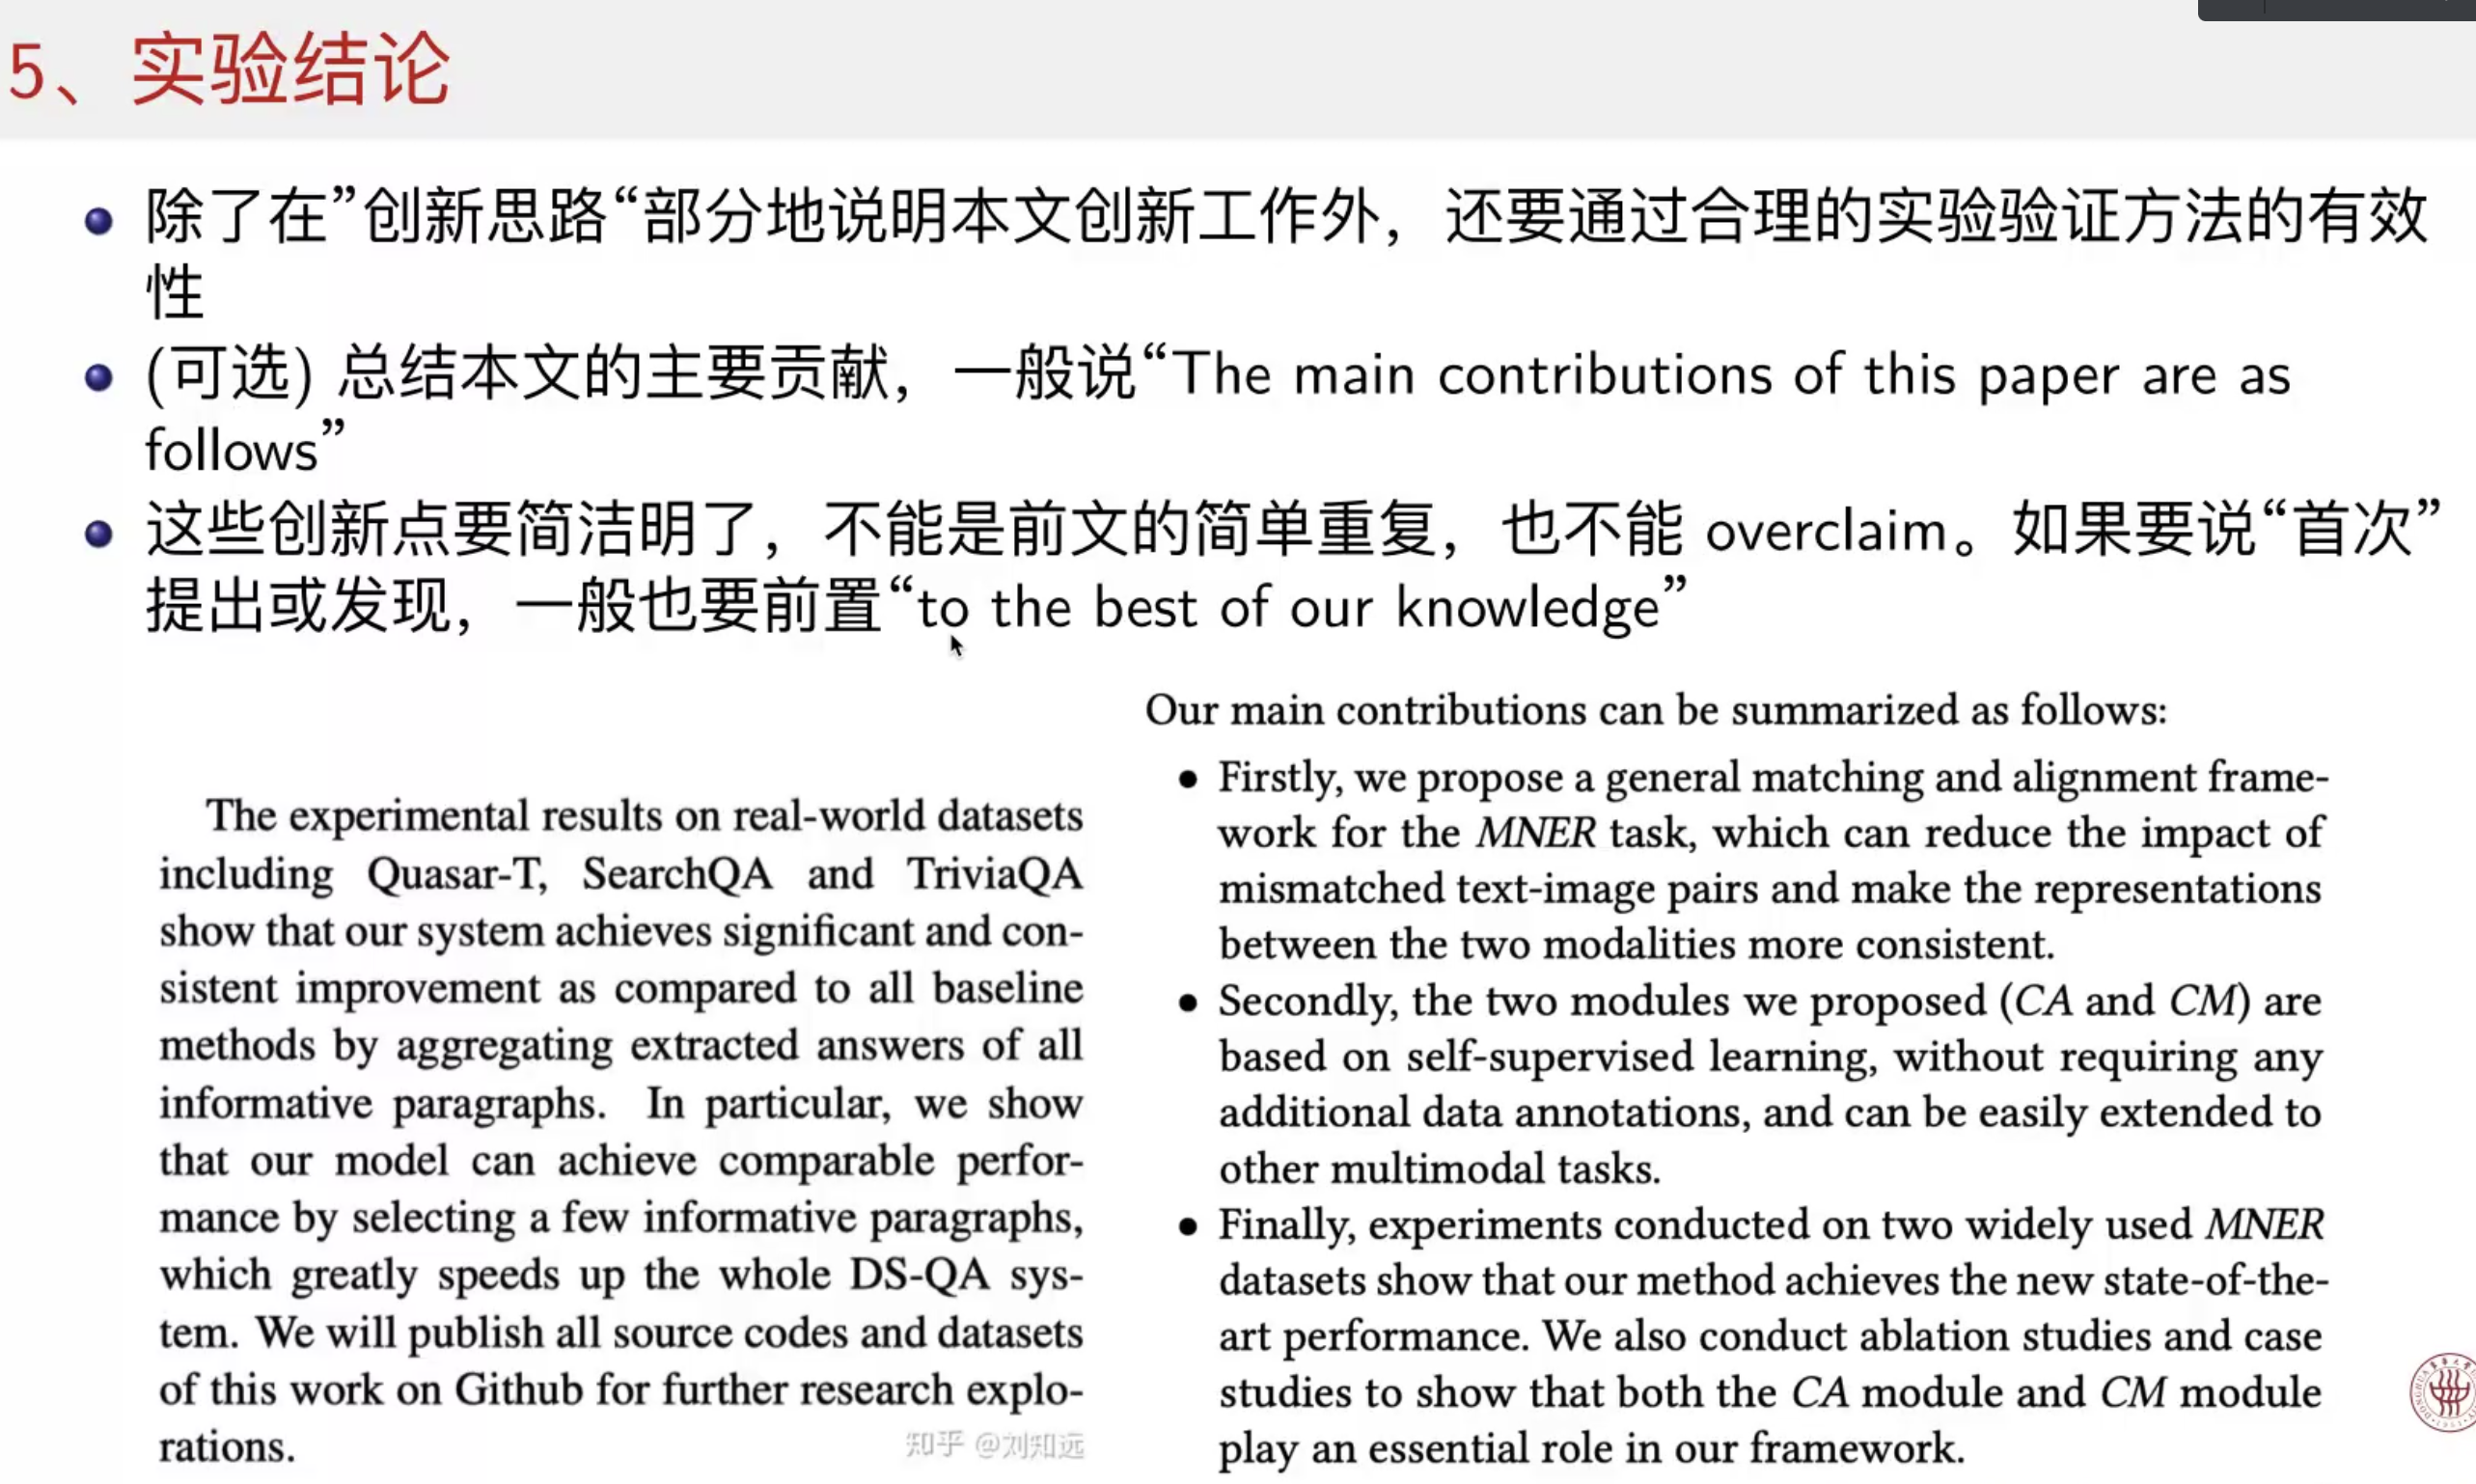 5、实验结论
除了在”创新思路“部分地说明本文创新工作外，还要通过合理的实验验证方法的有效
性
(可选) 总结本文的主要贡献，一般说“The main contributions of this paper are as
follows”
这些创新点要简洁明了，不能是前文的简单重复，也不能 overclaim。如果要说“首次”
提出或发现，一般也要前置“to the best of our knowledge”
The experimental results on real-world datasets
including Quasar-T, SearchQA and TriviaQA
show that our system achieves significant and con-
sistent improvement as compared to all baseline
methods by aggregating extracted answers of all
informative paragraphs. In particular, we show
that our model can achieve comparable perfor-
mance by selecting a few informative paragraphs,
which greatly speeds up the whole DS-QA sys-
tem. We will publish all source codes and datasets
of this work on Github for further research explo-
rations.
知乎 @刘知远
Our main contributions can be summarized as follows:
• Firstly, we propose a general matching and alignment frame-
work for the MNER task, which can reduce the impact of
mismatched text-image pairs and make the representations
between the two modalities more consistent.
• Secondly, the two modules we proposed (CA and CM) are
based on self-supervised learning, without requiring any
additional data annotations, and can be easily extended to
other multimodal tasks.
• Finally, experiments conducted on two widely used MNER
datasets show that our method achieves the new state-of-the-
art performance. We also conduct ablation studies and case
studies to show that both the CA module and CM module
play an essential role in our framework.